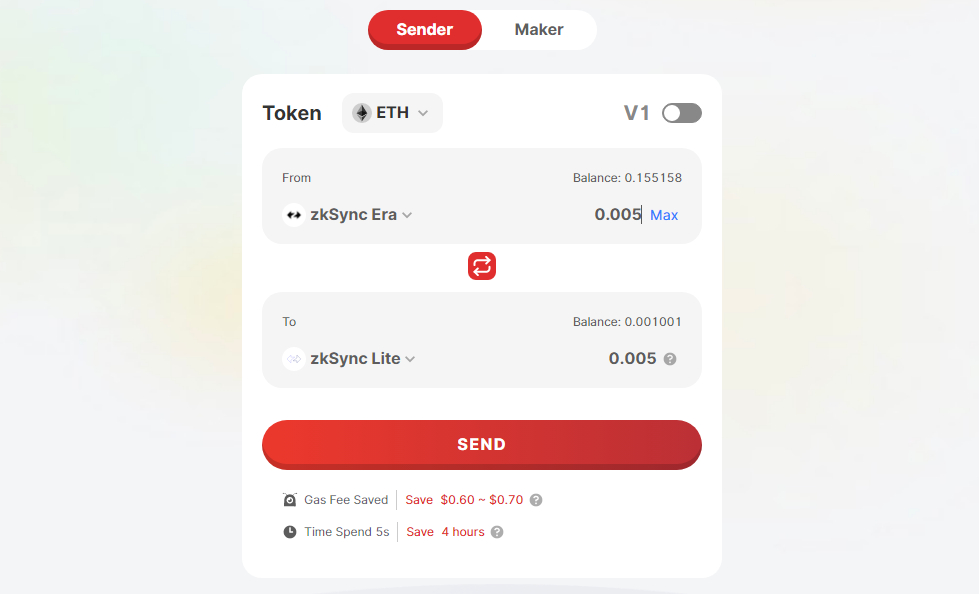 Sender Maker
Token ETH V1
From Balance: 0.155158
zkSync Era 0.005 Max
To Balance: 0.001001
zkSync Lite 0.005 ?
SEND
Gas Fee Saved Save $0.60 ~ $0.70 ?
Time Spend 5s Save 4 hours ?